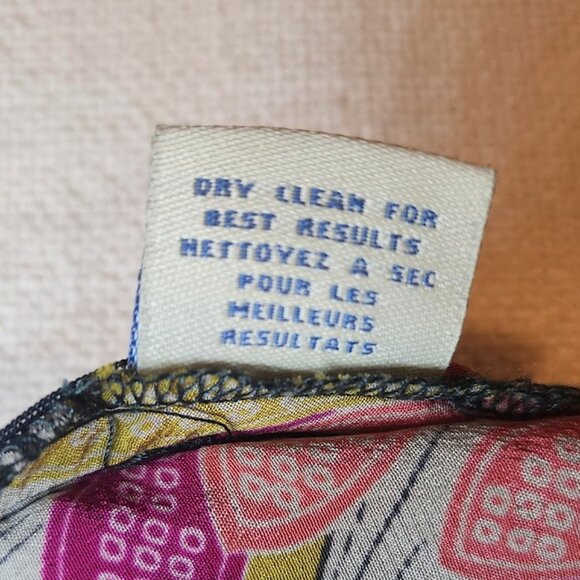 DRY CLEAN FOR
BEST RESULTS
NETTOYEZ A SEC
POUR LES
MEILLEURS
RESULTATS